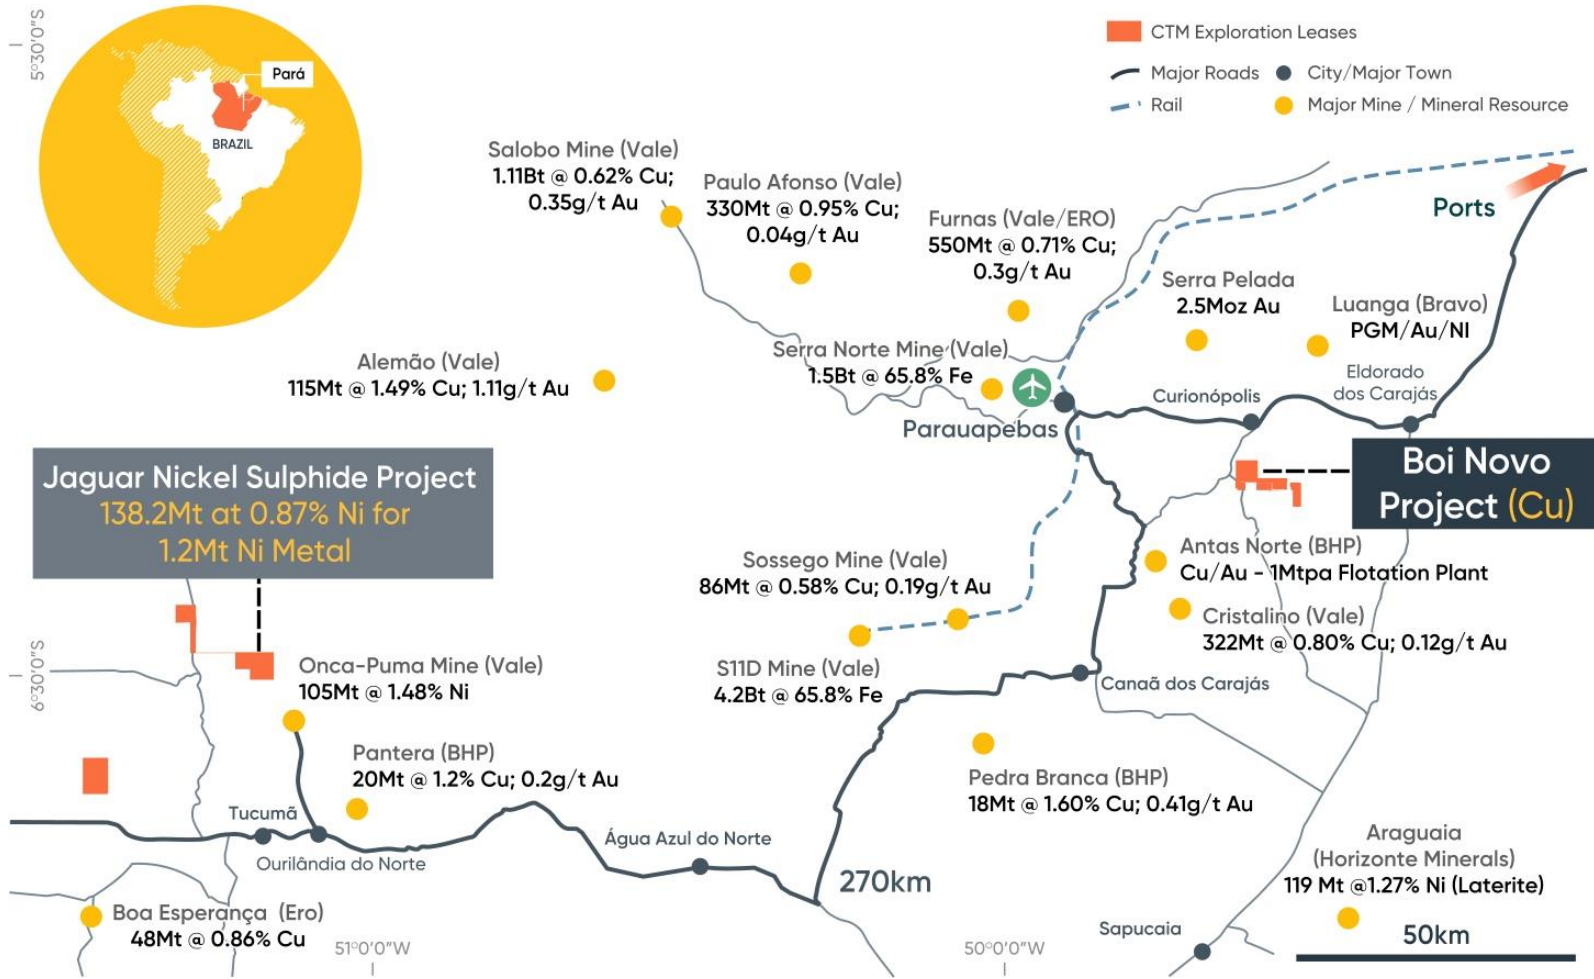 5°30'0"S
Pará
BRAZIL
CTM Exploration Leases
Major Roads
City/Major Town
Rail
Major Mine / Mineral Resource
Salobo Mine (Vale)
1.11Bt @ 0.62% Cu;
0.35g/t Au
Paulo Afonso (Vale)
330Mt @ 0.95% Cu;
0.04g/t Au
Furnas (Vale/ERO)
550Mt @ 0.71% Cu;
0.3g/t Au
Ports
Serra Pelada
2.5Moz Au
Luanga (Bravo)
PGM/Au/NI
Alemão (Vale)
115Mt @ 1.49% Cu; 1.11g/t Au
Serra Norte Mine (Vale)
1.5Bt @ 65.8% Fe
Parauapebas
Curionópolis
Eldorado
dos Carajás
Jaguar Nickel Sulphide Project
138.2Mt at 0.87% Ni for
1.2Mt Ni Metal
Boi Novo
Project (Cu)
Antas Norte (BHP)
Cu/Au - 1Mtpa Flotation Plant
Sossego Mine (Vale)
86Mt @ 0.58% Cu; 0.19g/t Au
Cristalino (Vale)
322Mt @ 0.80% Cu; 0.12g/t Au
6°30'0"S
Onca-Puma Mine (Vale)
105Mt @ 1.48% Ni
S11D Mine (Vale)
4.2Bt @ 65.8% Fe
Canaã dos Carajás
Pantera (BHP)
20Mt @ 1.2% Cu; 0.2g/t Au
Pedra Branca (BHP)
18Mt @ 1.60% Cu; 0.41g/t Au
Tucumã
Ourilândia do Norte
Água Azul do Norte
270km
Araguaia
(Horizonte Minerals)
119 Mt @1.27% Ni (Laterite)
Boa Esperança (Ero)
48Mt @ 0.86% Cu
51°0'0"W
50°0'0"W
Sapucaia
50km